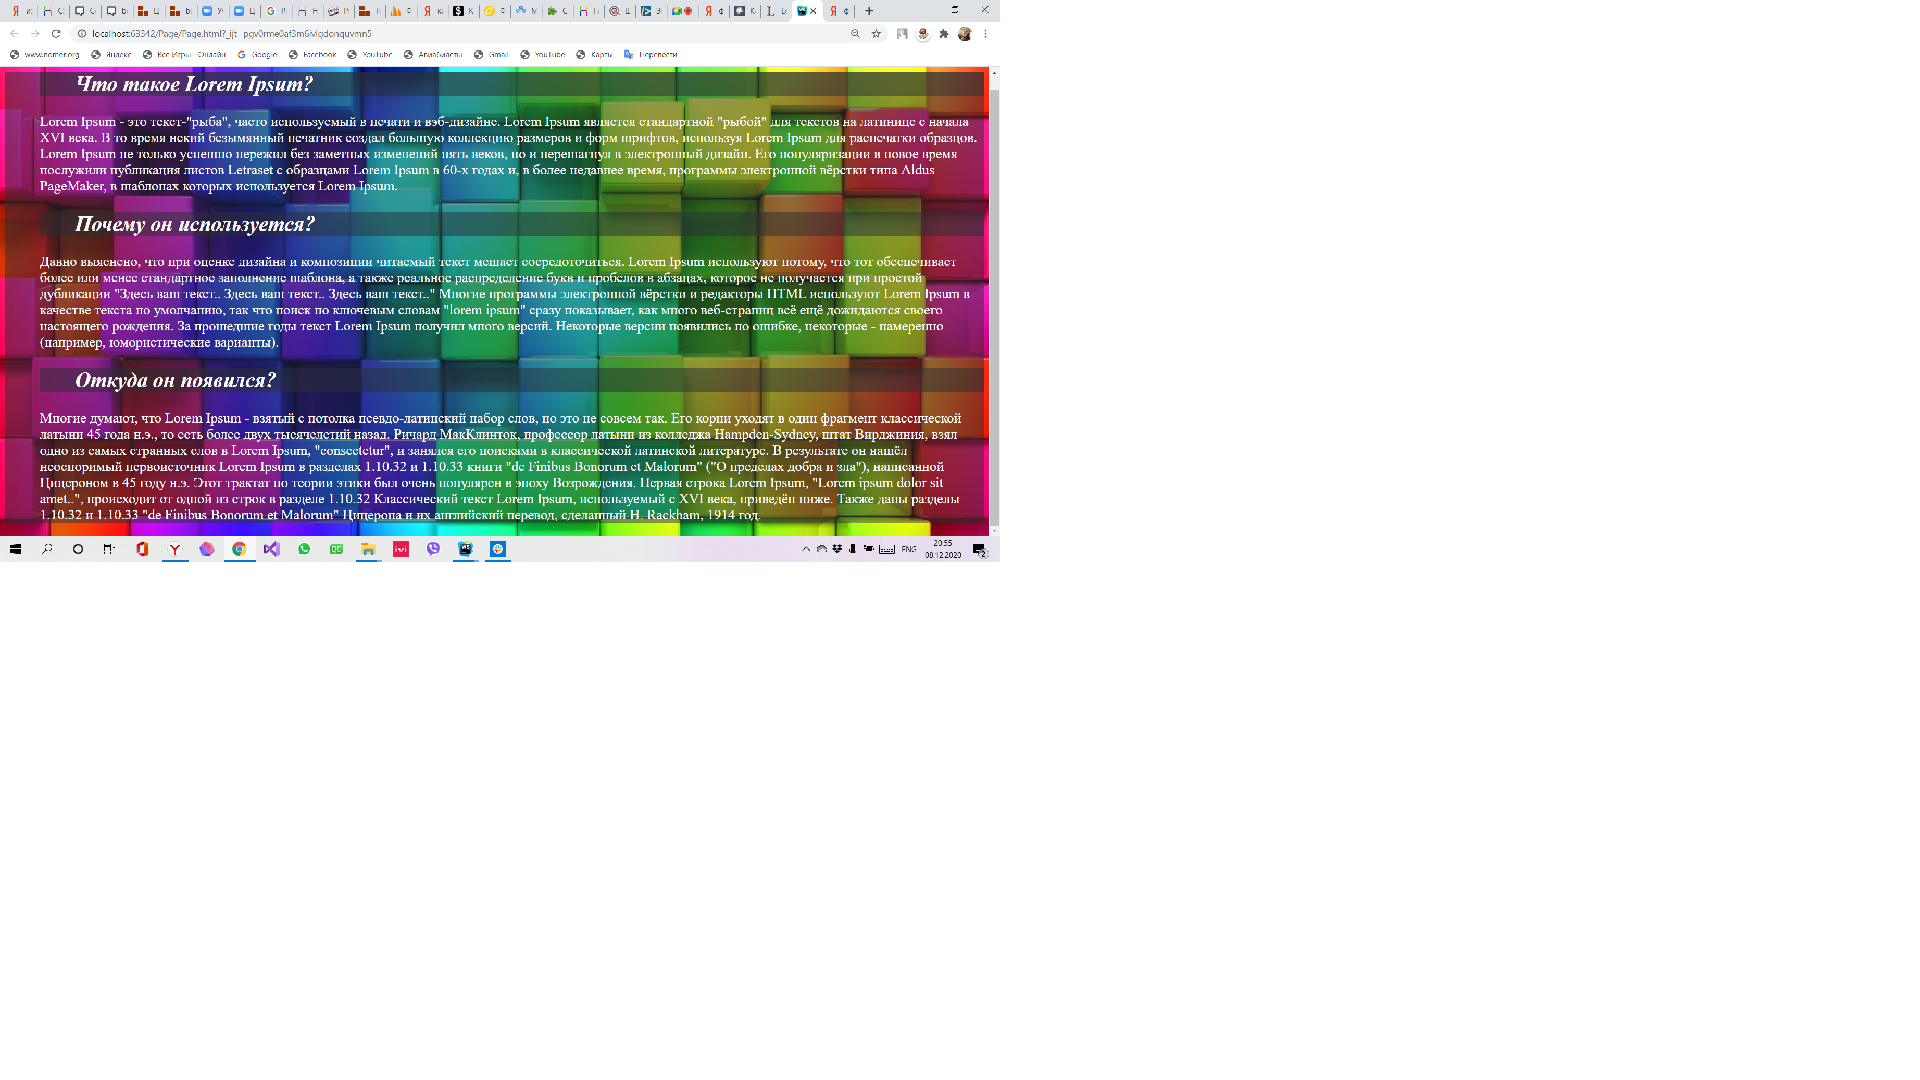 localhost:63342/Page/Page.html?_ijt
www.nomer.org Яндекс Все Игры - Онлайн Google Facebook YouTube Авиабилеты Gmail YouTube Карты Перевести
Что такое Lorem Ipsum?
Lorem Ipsum - это текст-"рыба", часто используемый в печати и вэб-дизайне. Lorem Ipsum является стандартной "рыбой" для текстов на латинице с начала
XVI века. В то время некий безымянный печатник создал большую коллекцию размеров и форм шрифтов, используя Lorem Ipsum для распечатки образцов.
Lorem Ipsum не только успешно пережил без заметных изменений пять веков, но и перешагнул в электронный дизайн. Его популяризации в новое время
послужили публикация листов Letraset с образцами Lorem Ipsum в 60-х годах и, в более недавнее время, программы электронной вёрстки типа Aldus
PageMaker, в шаблонах которых используется Lorem Ipsum.
Почему он используется?
Давно выяснено, что при оценке дизайна и композиции читаемый текст мешает сосредоточиться. Lorem Ipsum используют потому, что тот обеспечивает
более или менее стандартное заполнение шаблона, а также реальное распределение букв и пробелов в абзацах, которое не получается при простой
дубликации "Здесь ваш текст.. Здесь ваш текст.. Здесь ваш текст.." Многие программы электронной вёрстки и редакторы HTML используют Lorem Ipsum в
качестве текста по умолчанию, так что поиск по ключевым словам "lorem ipsum" сразу показывает, как много веб-страниц всё ещё дожидаются своего
настоящего рождения. За прошедшие годы текст Lorem Ipsum получил много версий. Некоторые версии появились по ошибке, некоторые - намеренно
(например, юмористические варианты).
Откуда он появился?
Многие думают, что Lorem Ipsum - взятый с потолка псевдо-латинский набор слов, но это не совсем так. Его корни уходят в один фрагмент классической
латыни 45 года н.э., то есть более двух тысячелетий назад. Ричард МакКлинток, профессор латыни из колледжа Hampden-Sydney, штат Вирджиния, взял
одно из самых странных слов в Lorem Ipsum, "consectetur", и занялся его поисками в классической латинской литературе. В результате он нашёл
неоспоримый первоисточник Lorem Ipsum в разделах 1.10.32 и 1.10.33 книги "de Finibus Bonorum et Malorum" ("О пределах добра и зла"), написанной
Цицероном в 45 году н.э. Этот трактат по теории этики был очень популярен в эпоху Возрождения. Первая строка Lorem Ipsum, "Lorem ipsum dolor sit
amet..", происходит от одной из строк в разделе 1.10.32 Классический текст Lorem Ipsum, используемый с XVI века, приведён ниже. Также даны разделы
1.10.32 и 1.10.33 "de Finibus Bonorum et Malorum" Цицерона и их английский перевод, сделанный H. Rackham, 1914 год.
ENG
20:55
08.12.2020